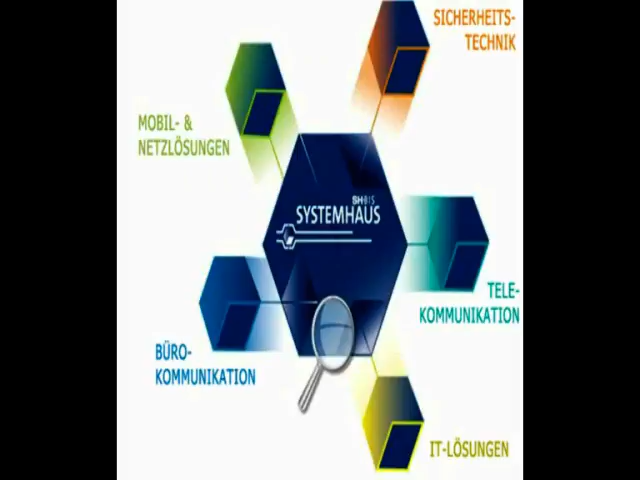 SICHERHEITS-
TECHNIK
MOBIL- &
NETZLÖSUNGEN
SYSTEMHAUS
TELE-
KOMMUNIKATION
BÜRO-
KOMMUNIKATION
IT-LÖSUNGEN